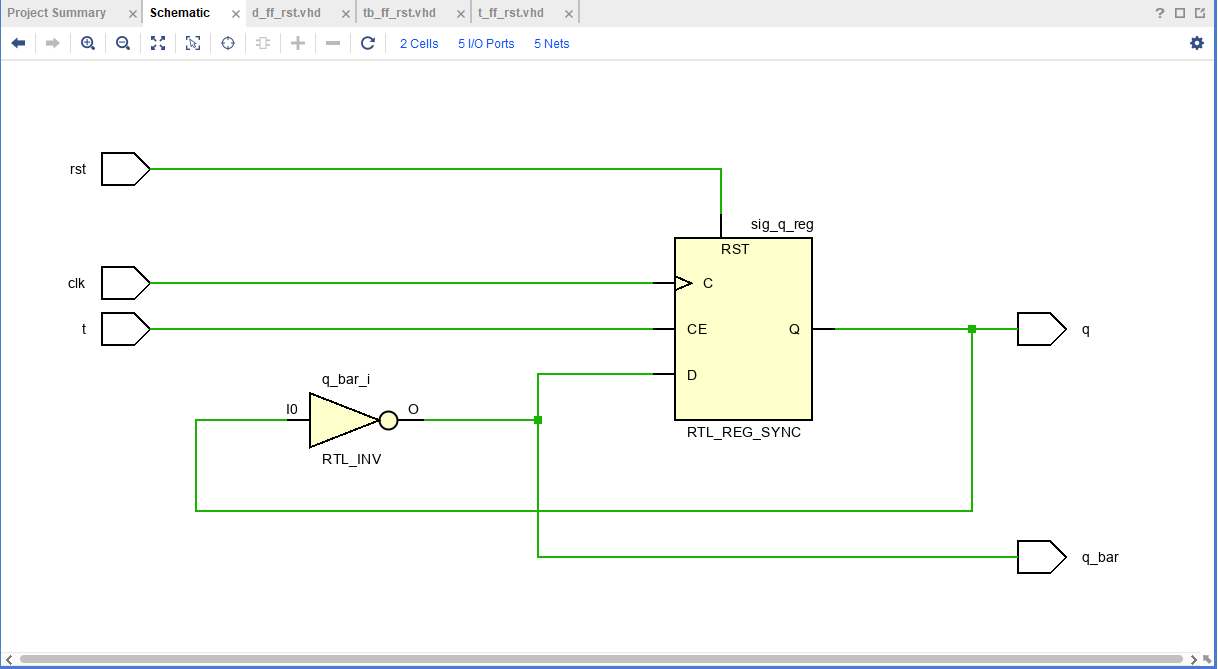 Project Summary × Schematic × d_ff_rst.vhd × tb_ff_rst.vhd × t_ff_rst.vhd × ?
2 Cells 5 I/O Ports 5 Nets
rst
sig_q_reg
RST
clk
C
t
CE
Q
q
q_bar_i
D
I0
O
RTL_REG_SYNC
RTL_INV
q_bar